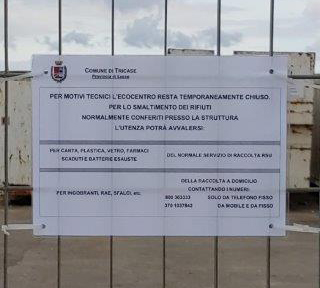 COMUNE DI TRICASE
Provincia di Lecce
PER MOTIVI TECNICI L'ECOCENTRO RESTA TEMPORANEAMENTE CHIUSO.
PER LO SMALTIMENTO DEI RIFIUTI
NORMALMENTE CONFERITI PRESSO LA STRUTTURA
L'UTENZA POTRÀ AVVALERSI:
PER CARTA, PLASTICA, VETRO, FARMACI
SCADUTI E BATTERIE ESAUSTE
DEL NORMALE SERVIZIO DI RACCOLTA RSU
PER INGOBRANTI, RAE, SFALCI, etc.
DELLA RACCOLTA A DOMICILIO
CONTATTANDO I NUMERI:
SOLO DA TELEFONO FISSO
DA MOBILE E DA FISSO